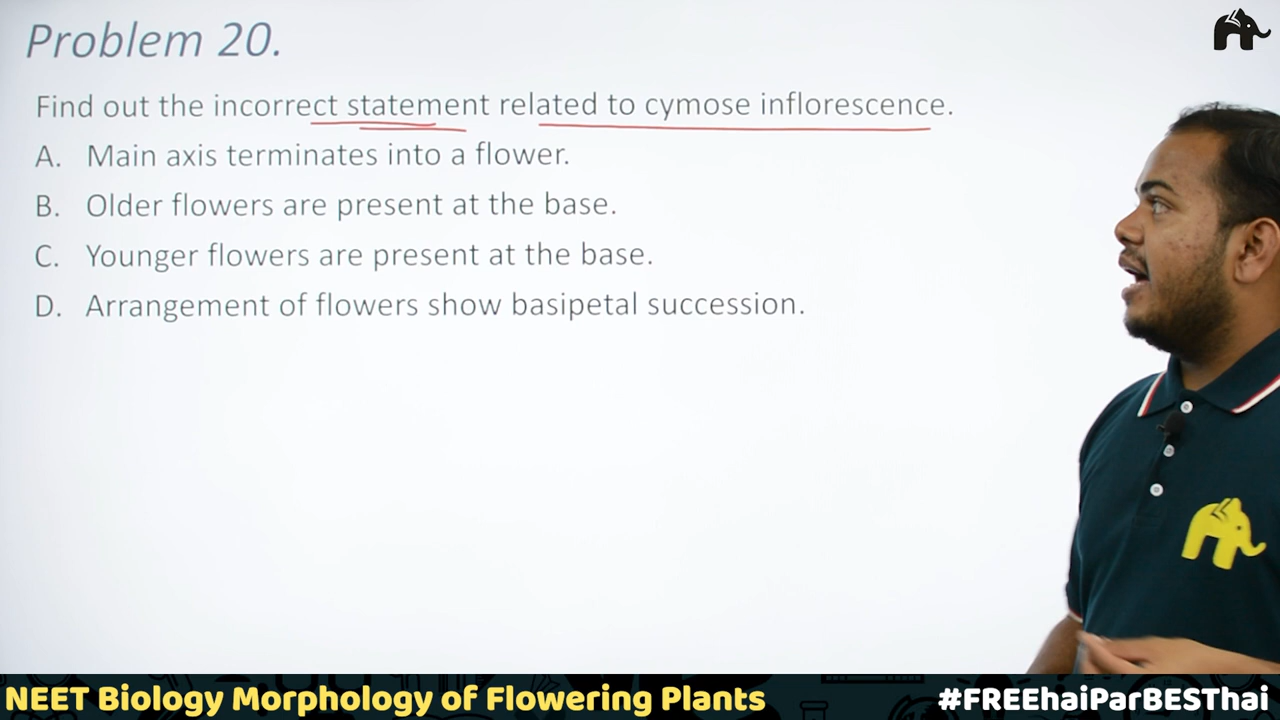 Problem 20.
Find out the incorrect statement related to cymose inflorescence.
A. Main axis terminates into a flower.
B. Older flowers are present at the base.
C. Younger flowers are present at the base.
D. Arrangement of flowers show basipetal succession.
NEET Biology Morphology of Flowering Plants
#FREEhaiParBESThai